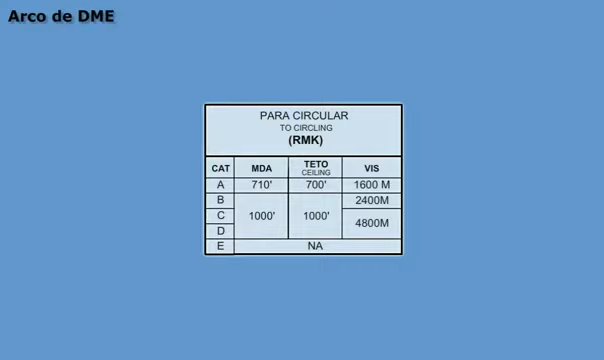 Arco de DME
PARA CIRCULAR
TO CIRCLING
(RMK)
CAT MDA TETO CEILING VIS
A 710' 700' 1600 M
B 2400M
C 1000' 1000' 4800M
D
E NA